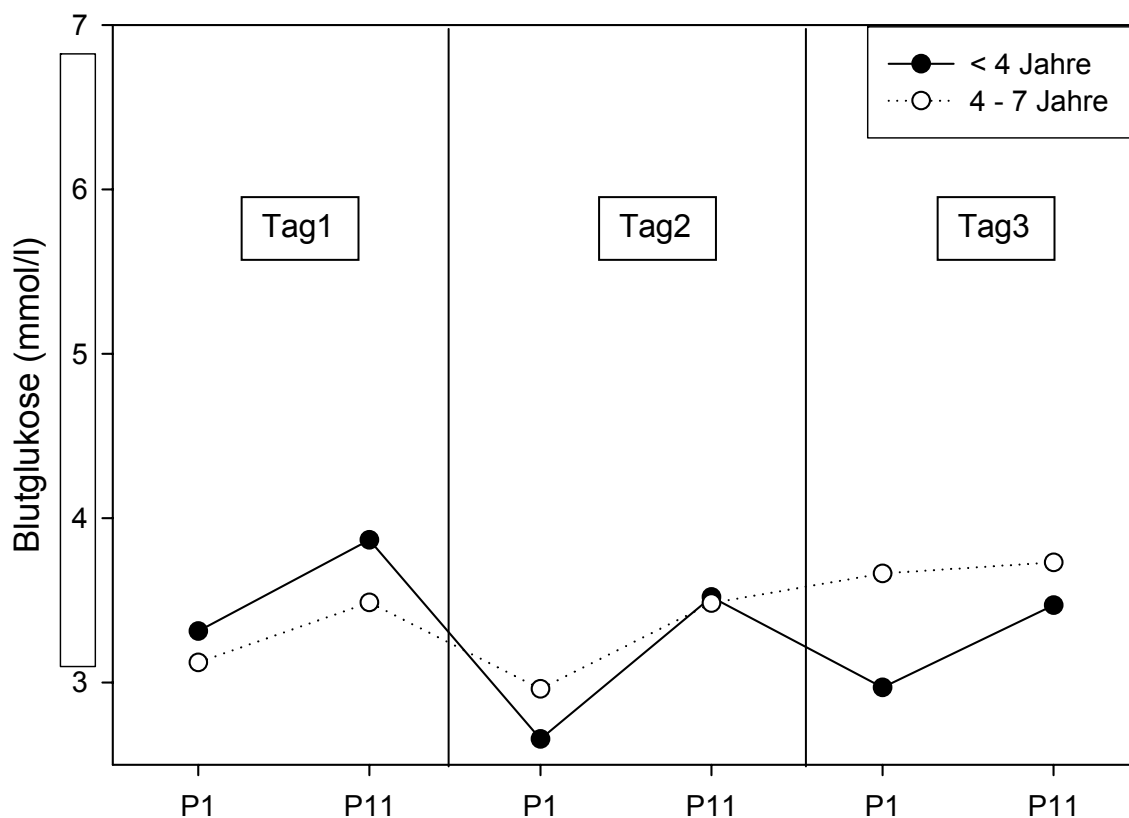 7
6
5
4
3
Blutglukose (mmol/l)
< 4 Jahre
4 - 7 Jahre
Tag1
Tag2
Tag3
P1 P11 P1 P11 P1 P11